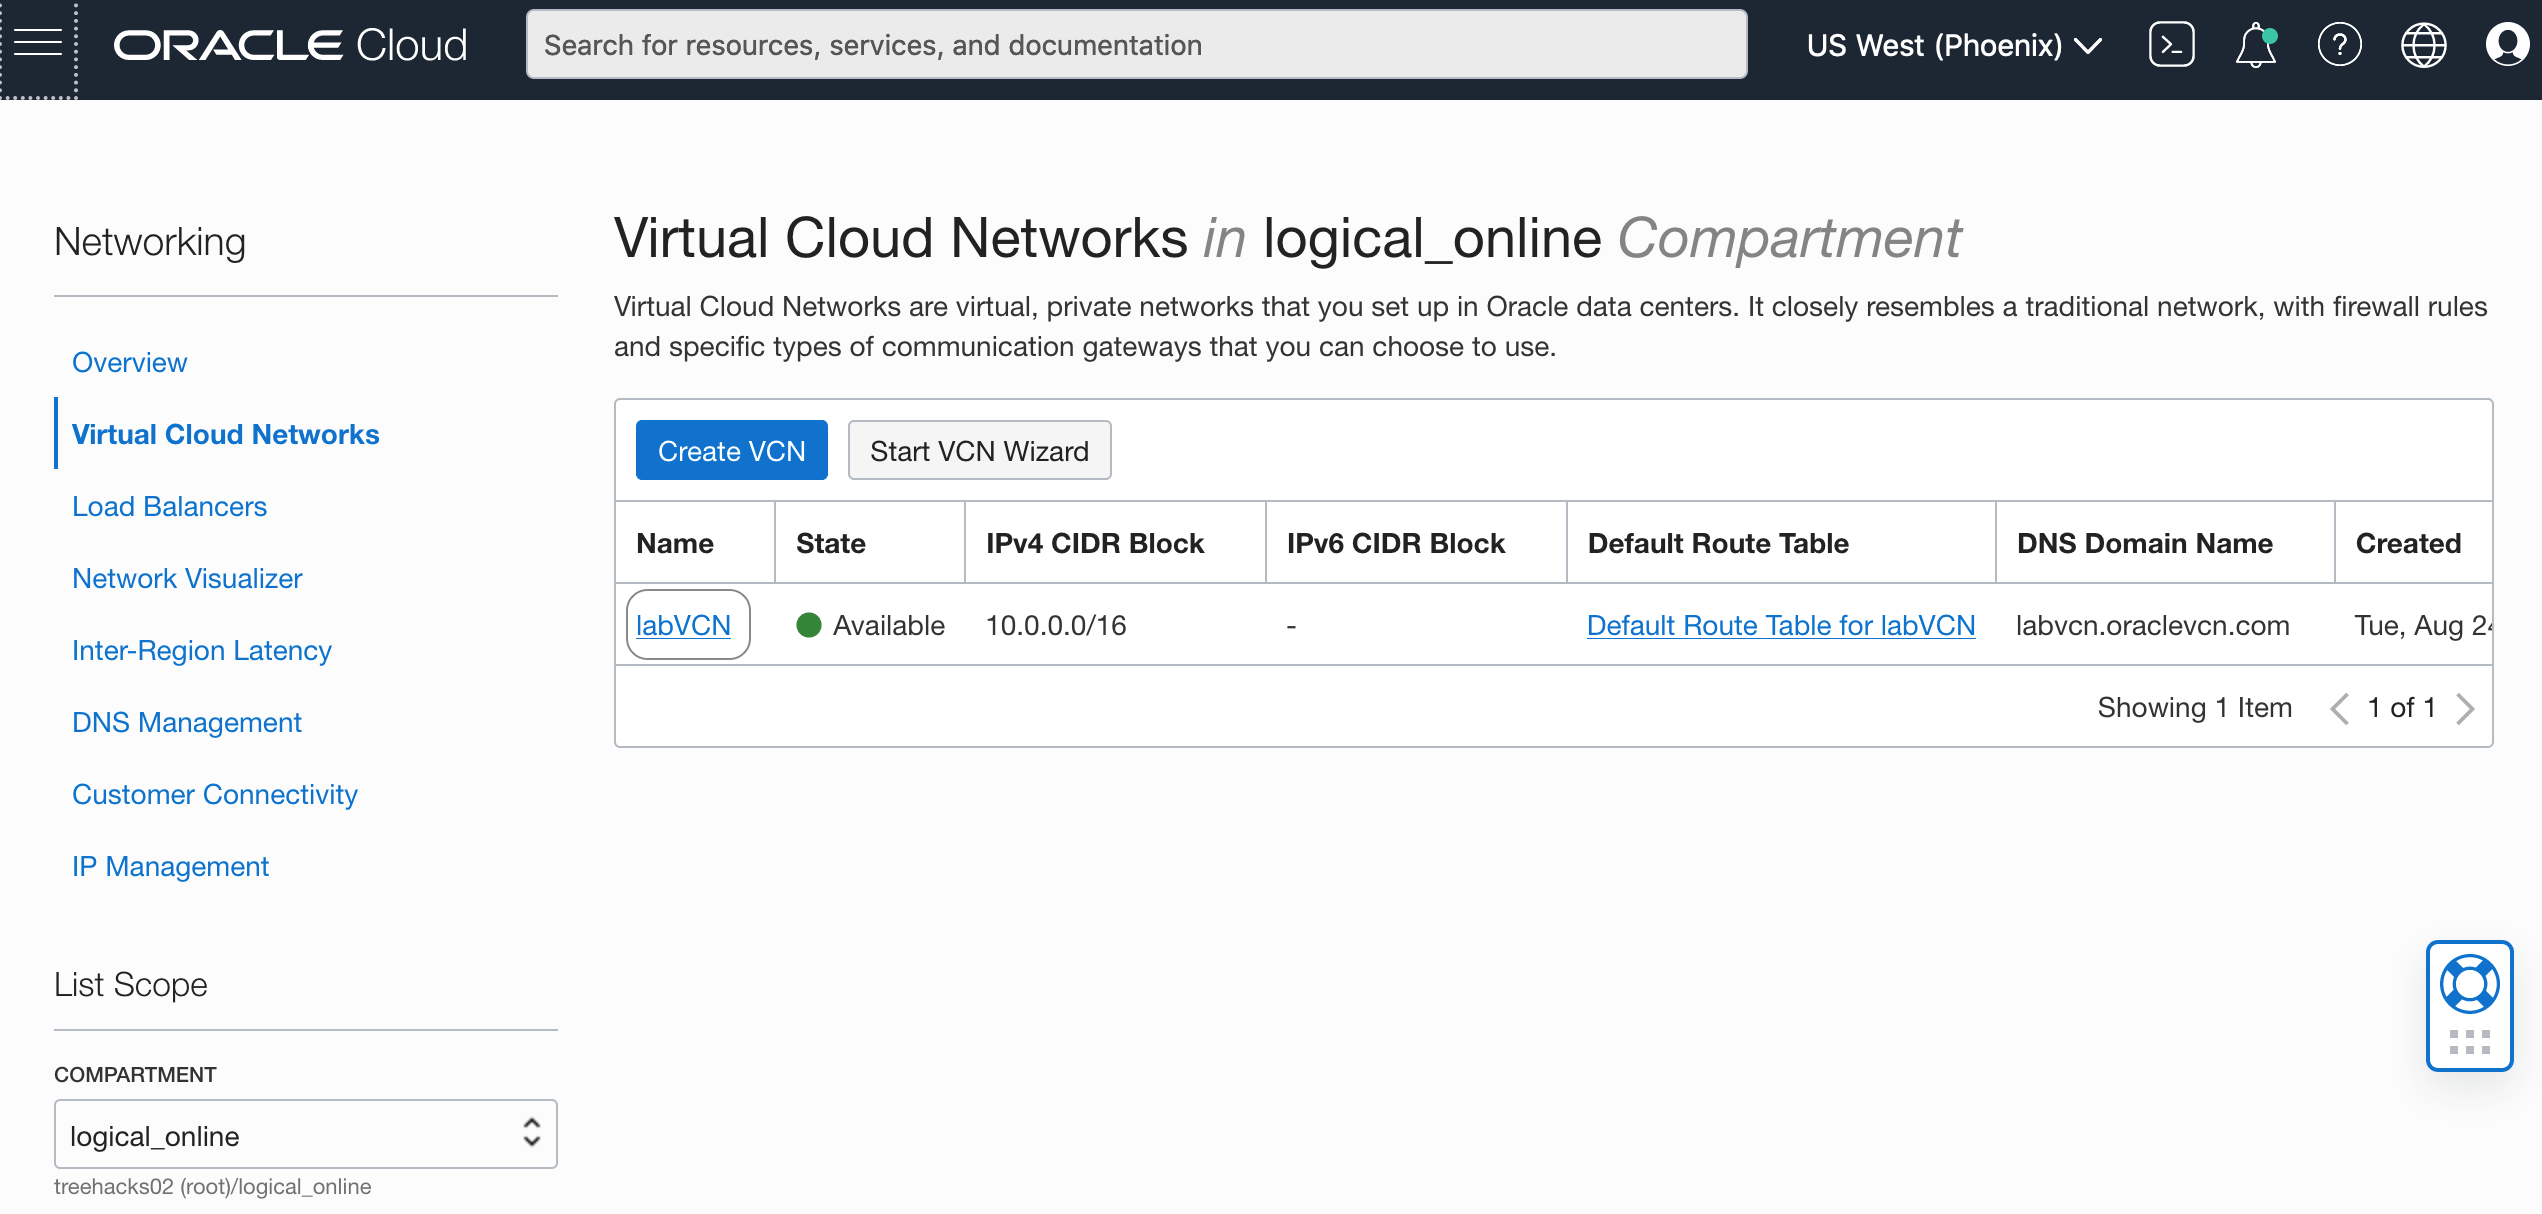 ORACLE Cloud
Search for resources, services, and documentation
US West (Phoenix)
Networking
Overview
Virtual Cloud Networks
Load Balancers
Network Visualizer
Inter-Region Latency
DNS Management
Customer Connectivity
IP Management
List Scope
COMPARTMENT
logical_online
treehacks02 (root)/logical_online
Virtual Cloud Networks in logical_online Compartment
Virtual Cloud Networks are virtual, private networks that you set up in Oracle data centers. It closely resembles a traditional network, with firewall rules
and specific types of communication gateways that you can choose to use.
Create VCN Start VCN Wizard
Name State IPv4 CIDR Block IPv6 CIDR Block Default Route Table DNS Domain Name Created
labVCN Available 10.0.0.0/16 - Default Route Table for labVCN labvcn.oraclevcn.com Tue, Aug 24
Showing 1 Item < 1 of 1 >